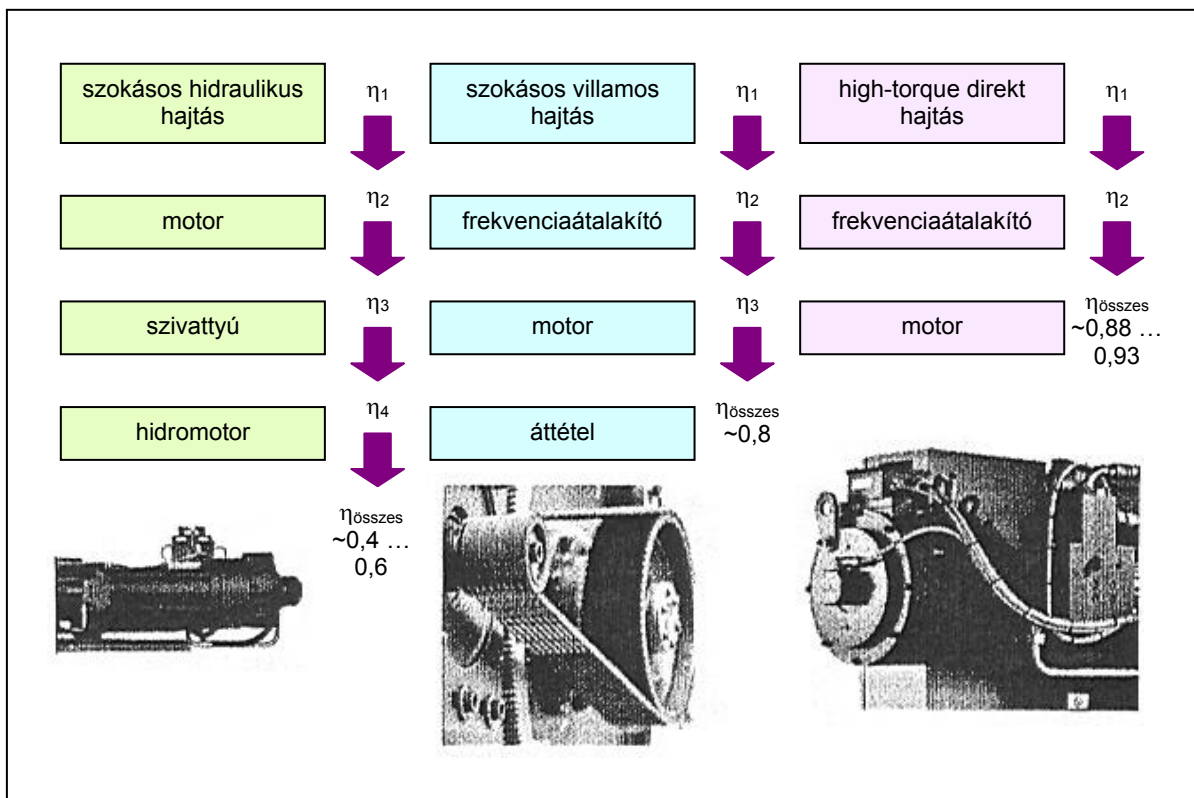 szokásos hidraulikus
hajtás
η1
szokásos villamos
hajtás
η1
high-torque direkt
hajtás
η1
motor
η2
frekvenciaátalakító
η2
frekvenciaátalakító
η2
szivattyú
η3
motor
η3
motor
ηösszes
~0,88 ...
0,93
hidromotor
η4
áttétel
ηösszes
~0,8
ηösszes
~0,4 ...
0,6